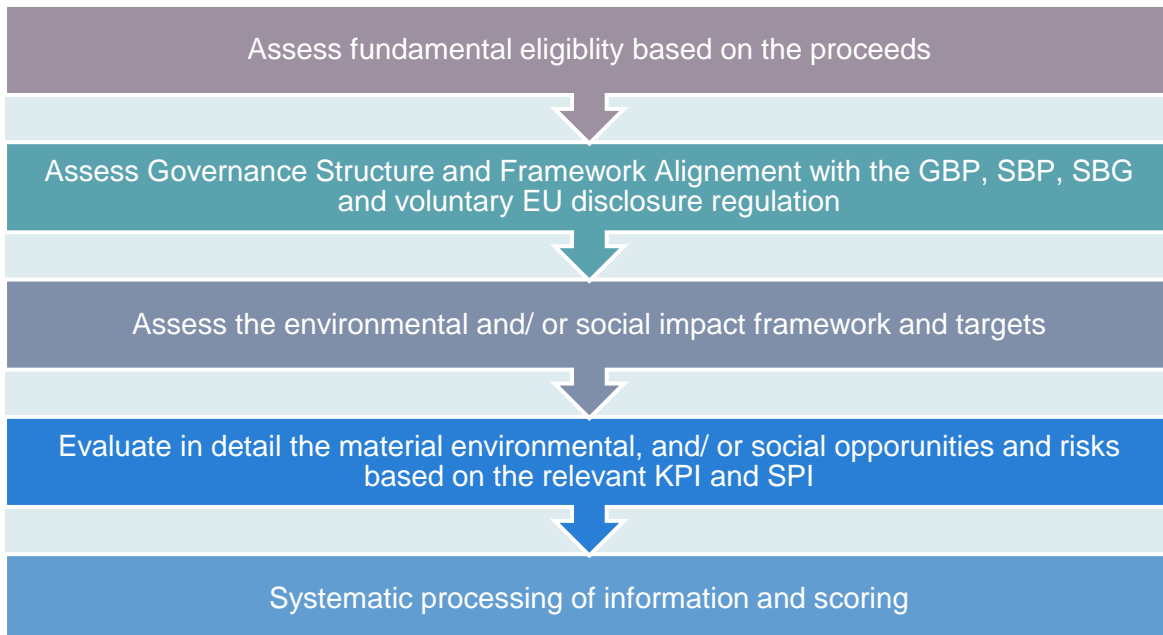 Assess fundamental eligiblity based on the proceeds
Assess Governance Structure and Framework Alignement with the GBP, SBP, SBG
and voluntary EU disclosure regulation
Assess the environmental and/ or social impact framework and targets
Evaluate in detail the material environmental, and/ or social opporunities and risks
based on the relevant KPI and SPI
Systematic processing of information and scoring